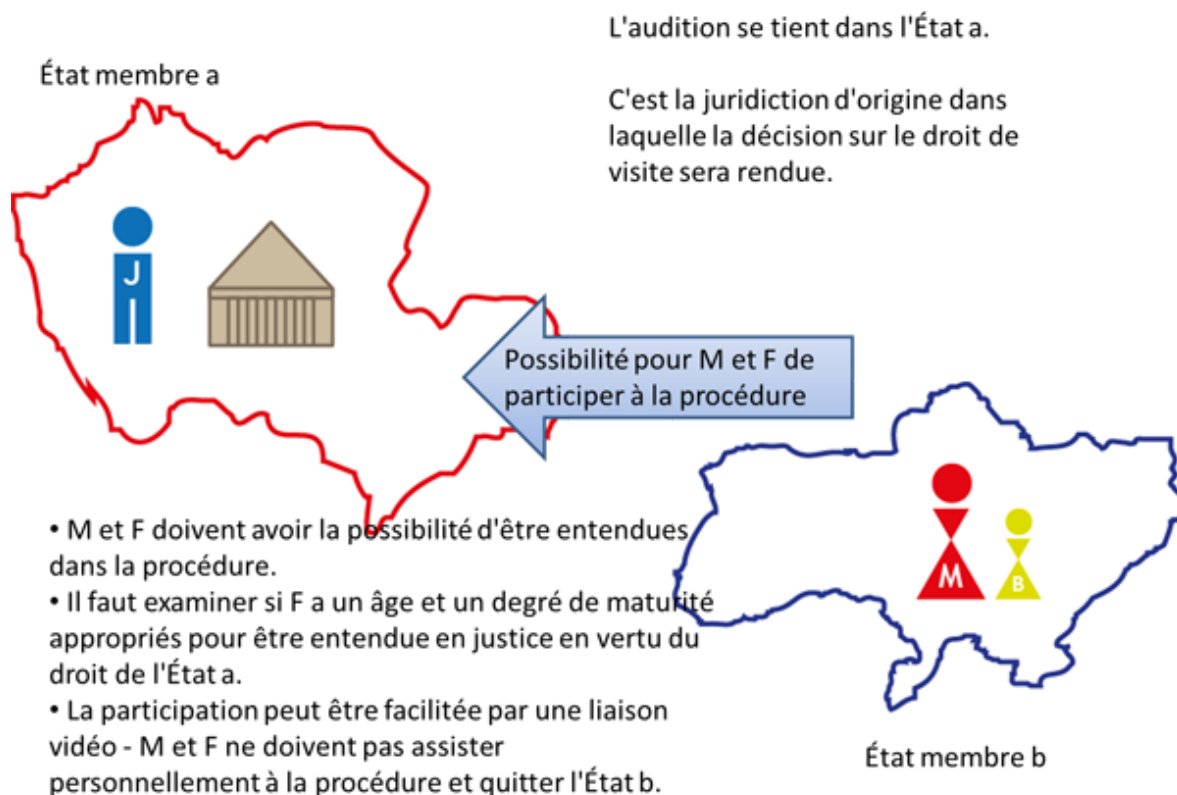 L'audition se tient dans l'État a.
État membre a
C'est la juridiction d'origine dans
laquelle la décision sur le droit de
visite sera rendue.
J
Possibilité pour M et F de
participer à la procédure
M
B
• M et F doivent avoir la possibilité d'être entendues
dans la procédure.
• Il faut examiner si F a un âge et un degré de maturité
appropriés pour être entendue en justice en vertu du
droit de l'État a.
• La participation peut être facilitée par une liaison
vidéo - M et F ne doivent pas assister
personnellement à la procédure et quitter l'État b.
État membre b